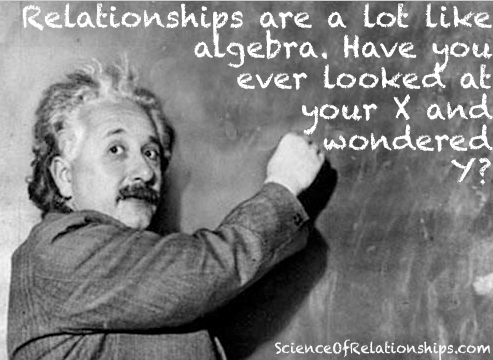 Relationships are a lot like
algebra. Have you
ever looked at
your X and
wondered
Y?
ScienceOfRelationships.com